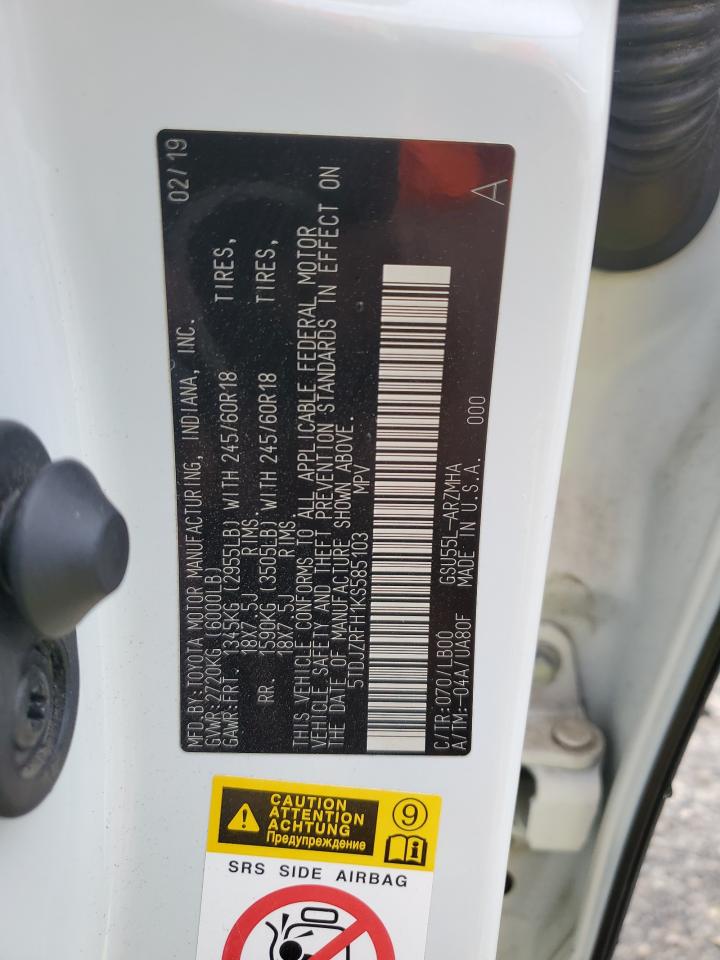 MFD.BY:TOYOTA MOTOR MANUFACTURING, INDIANA, INC. 02/19
GVWR:2720KG (6000LB)
GAWR:FRT. 1345KG (2955LB) WITH 245/60R18 TIRES,
18X7.5J RIMS
RR. 1590KG (3505LB) WITH 245/60R18 TIRES,
18X7.5J RIMS
THIS VEHICLE CONFORMS TO ALL APPLICABLE FEDERAL MOTOR
VEHICLE SAFETY AND THEFT PREVENTION STANDARDS IN EFFECT ON
THE DATE OF MANUFACTURE SHOWN ABOVE.
5TDJZRFH1KS585103 MPV
C/TR:070/LB00 GSU55L-ARZMHA A
A/TM:-04A/UA80F MADE IN U.S.A. 000
CAUTION
ATTENTION
ACHTUNG
Предупреждение
9
SRS SIDE AIRBAG